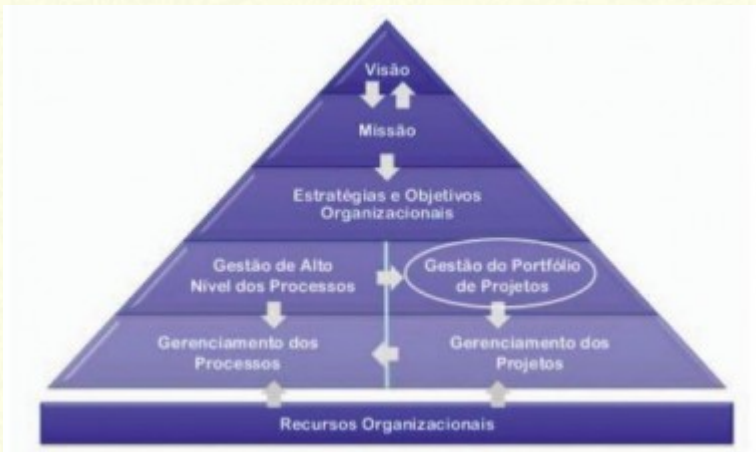 Visão
Missão
Estratégias e Objetivos
Organizacionais
Gestão de Alto
Nível dos Processos
Gestão do Portfólio
de Projetos
Gerenciamento dos
Processos
Gerenciamento dos
Projetos
Recursos Organizacionais